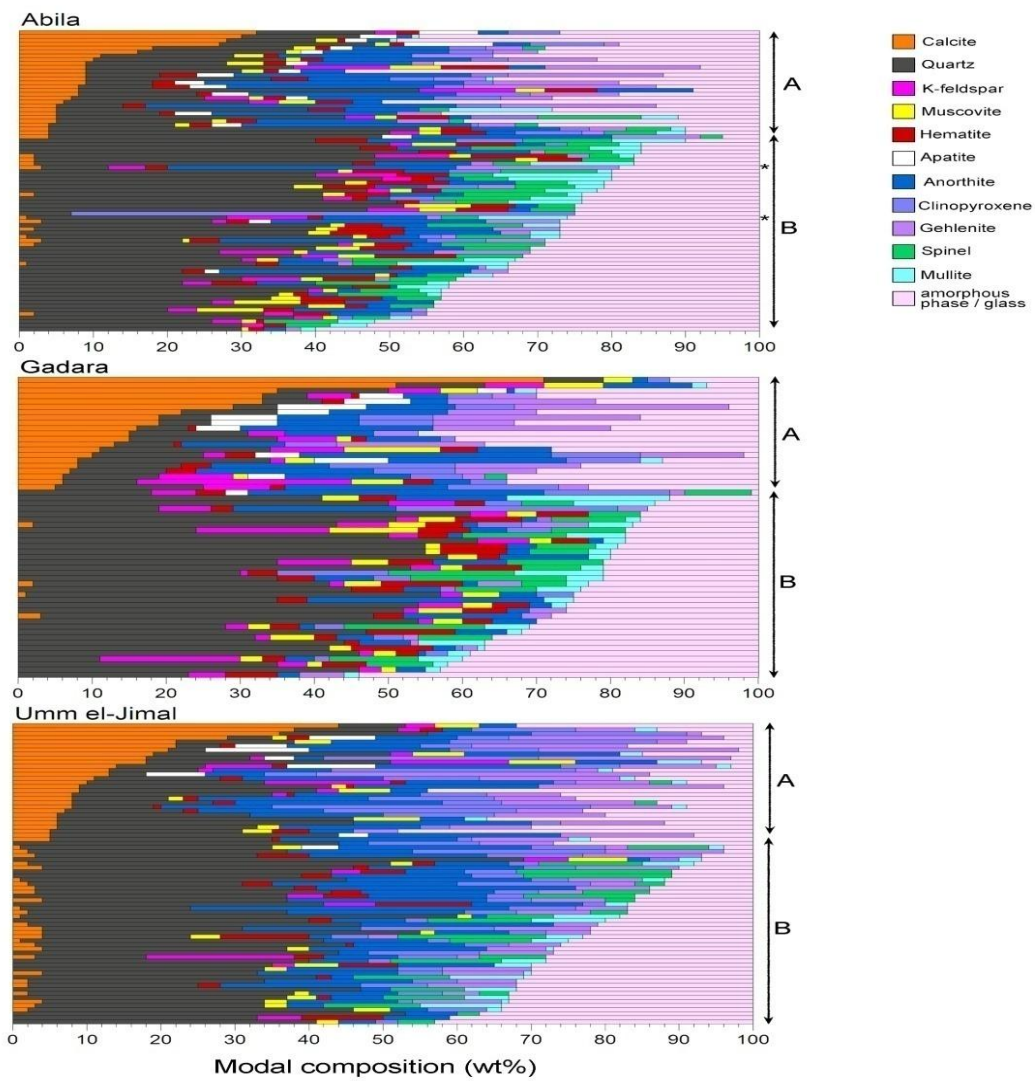 Abila
A
*
*
B
0 10 20 30 40 50 60 70 80 90 100
Gadara
A
B
0 10 20 30 40 50 60 70 80 90 100
Umm el-Jimal
A
B
0 10 20 30 40 50 60 70 80 90 100
Modal composition (wt%)
Calcite
Quartz
K-feldspar
Muscovite
Hematite
Apatite
Anorthite
Clinopyroxene
Gehlenite
Spinel
Mullite
amorphous
phase / glass